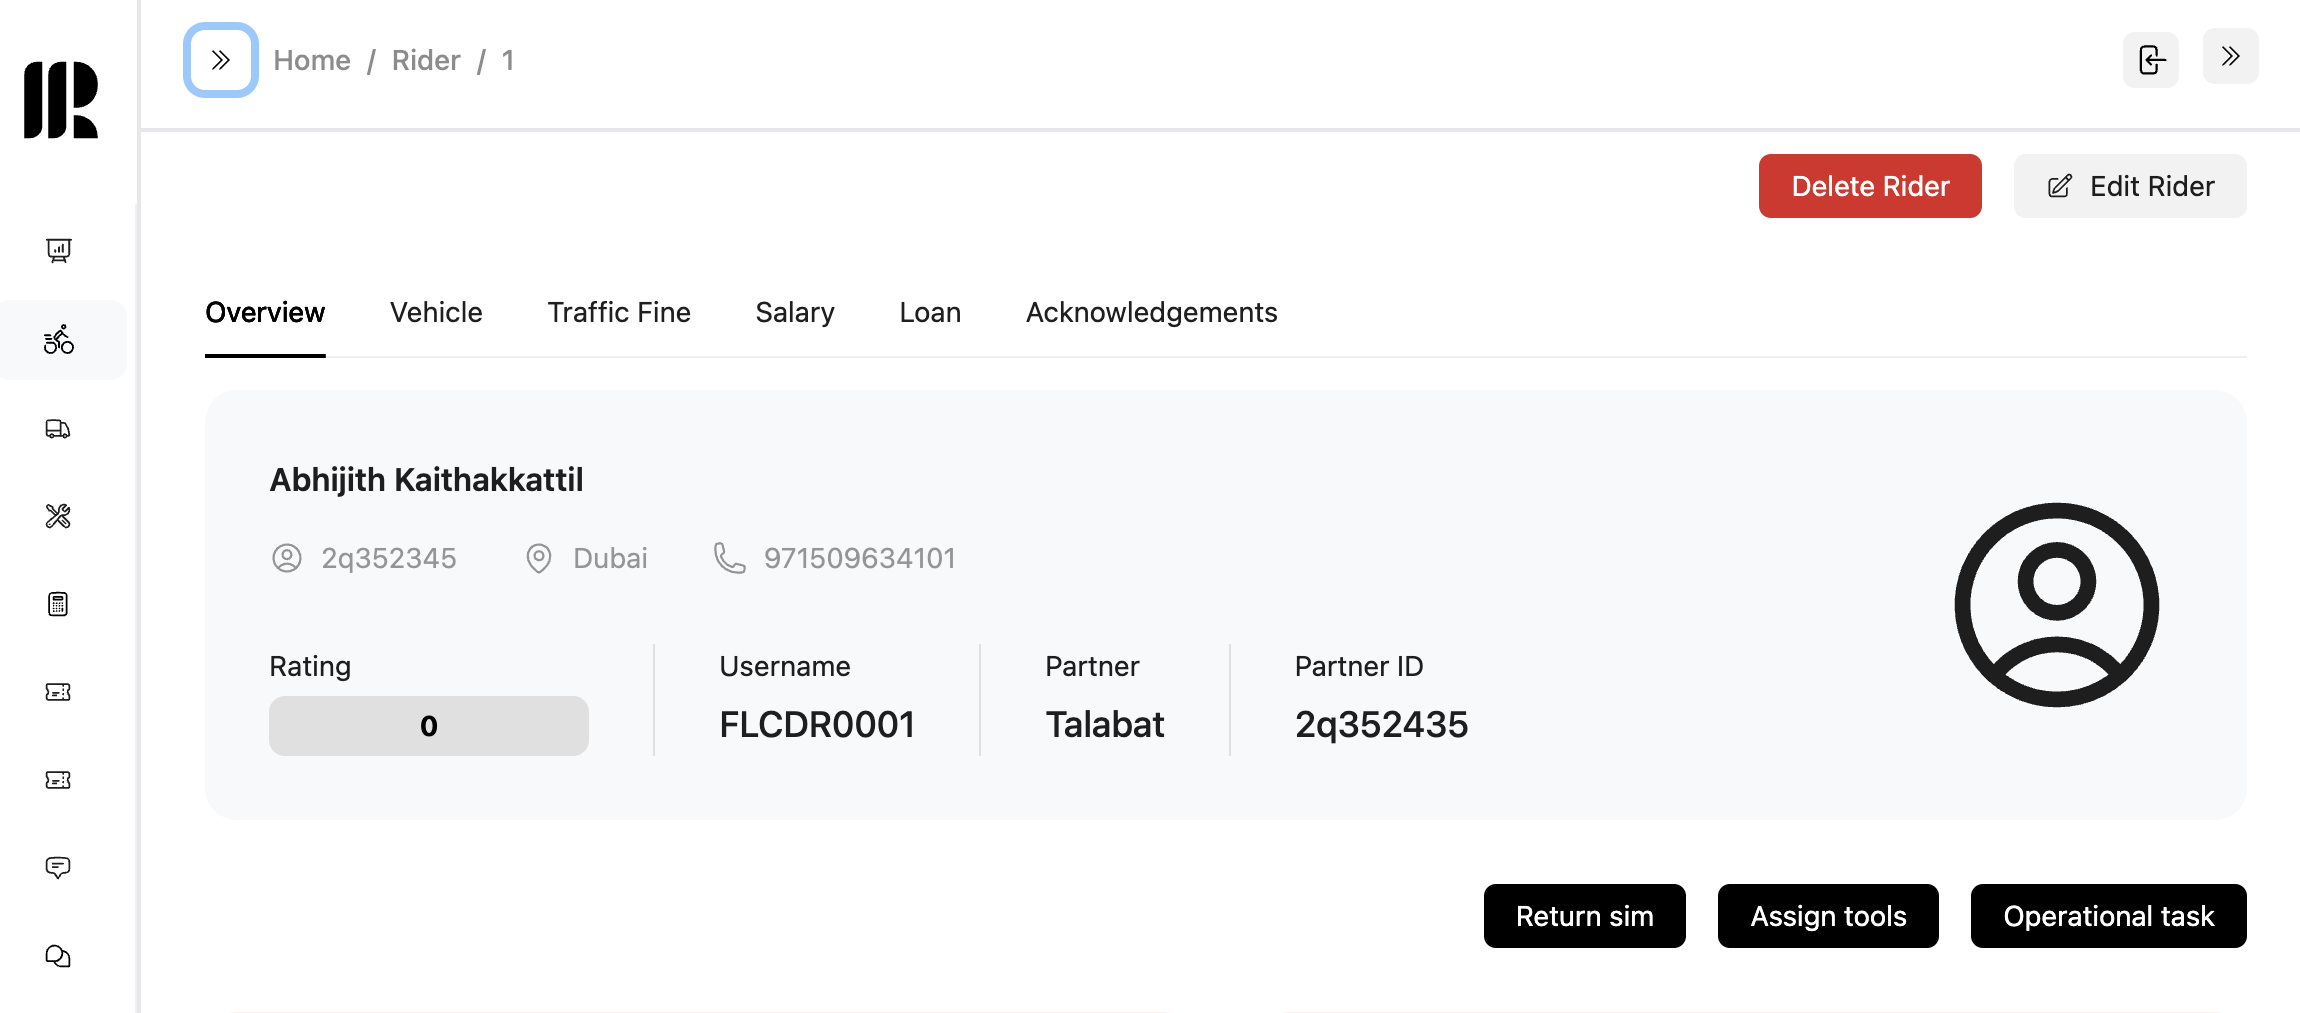 Home / Rider / 1
Delete Rider
Edit Rider
Overview
Vehicle
Traffic Fine
Salary
Loan
Acknowledgements
Abhijith Kaithakkattil
2q352345
Dubai
971509634101
Rating
0
Username
FLCDR0001
Partner
Talabat
Partner ID
2q352435
Return sim
Assign tools
Operational task